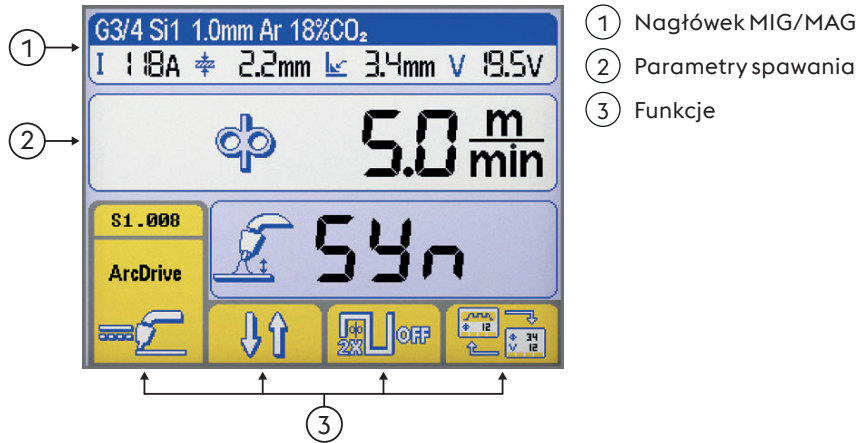 G3/4 Si1 1.0mm Ar 18%CO₂
I 118A 2.2mm 3.4mm V 19.5V
5.0 m/min
S1.008
ArcDrive
Syn
2X OFF
12 34
V 12
1 Nagłówek MIG/MAG
2 Parametry spawania
3 Funkcje
1
2
3